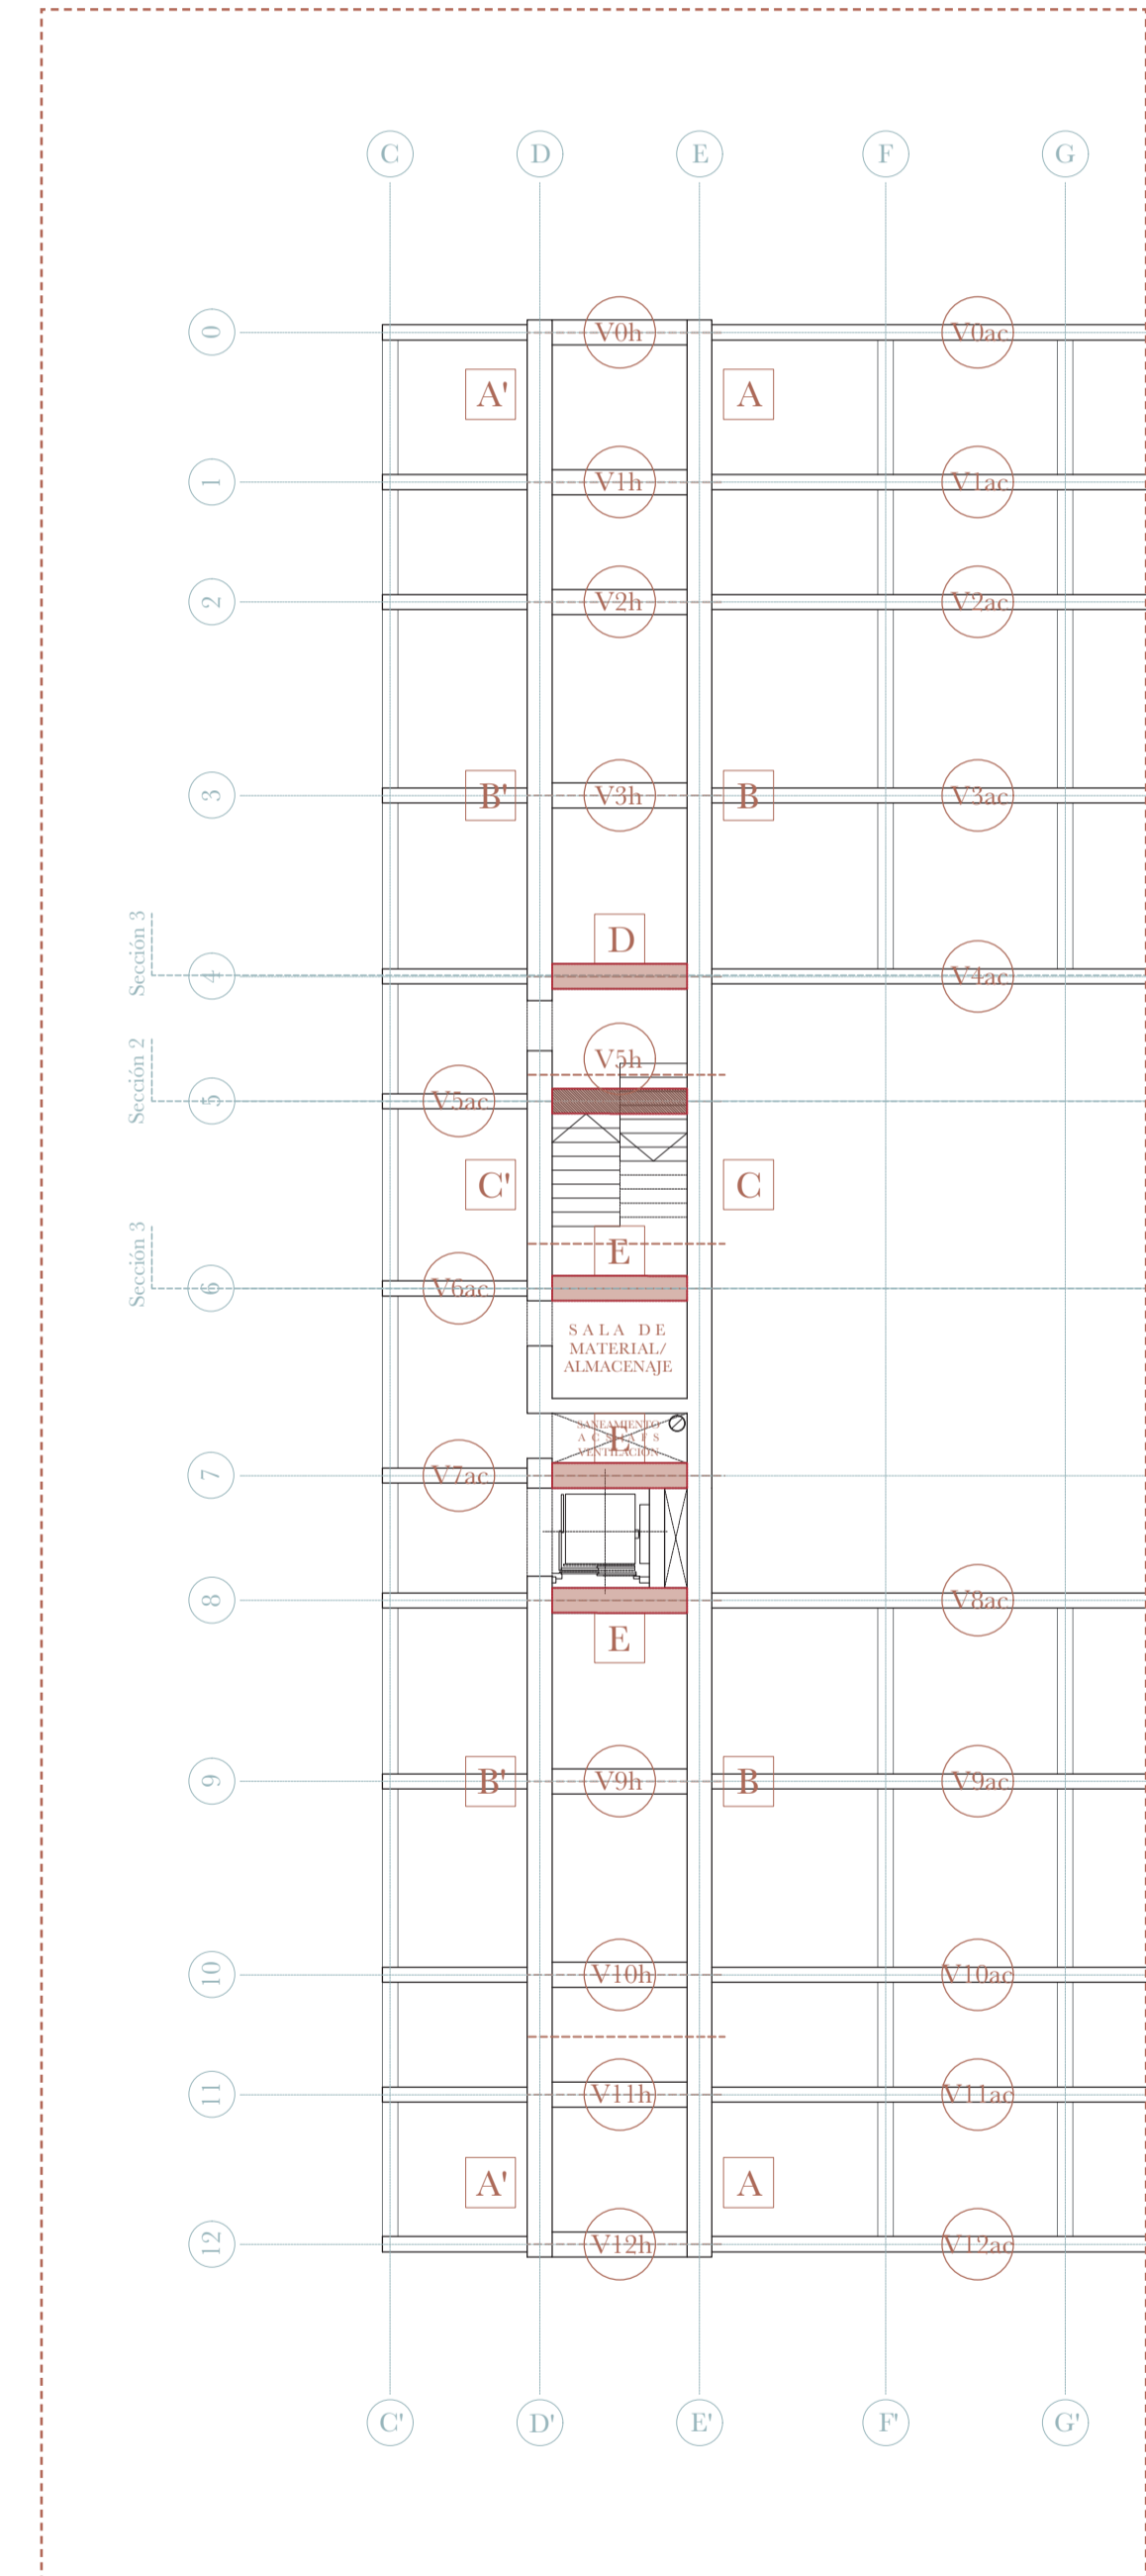 C D E F G
0 V0h V0ac
A' A
1 V1h V1ac
2 V2h V2ac
3 B' V3h B V3ac
D
Sección 3
4 V4ac
V5h
Sección 2
5 V5ac
C' C
E
Sección 3
6 V6ac
SALA DE
MATERIAL/
ALMACENAJE
SANEAMIENTO
VENTILACIÓN
E
7 V7ac
8 V8ac
E
9 B' V9h B V9ac
10 V10h V10ac
11 V11h V11ac
A' A
12 V12h V12ac
C' D' E' F' G'